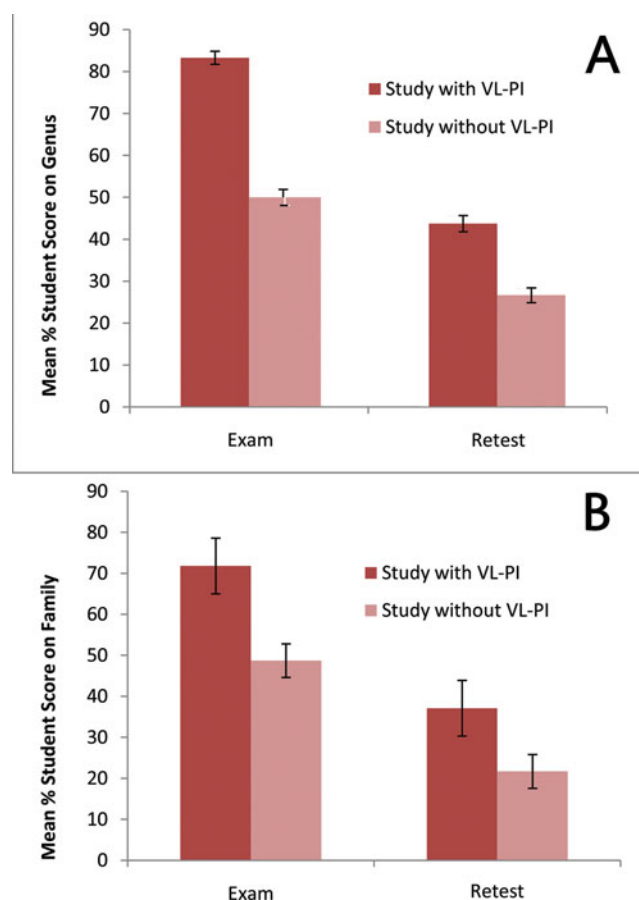 A
Mean % Student Score on Genus
90
80
70
60
50
40
30
20
10
0
Study with VL-PI
Study without VL-PI
Exam Retest
B
Mean % Student Score on Family
90
80
70
60
50
40
30
20
10
0
Study with VL-PI
Study without VL-PI
Exam Retest